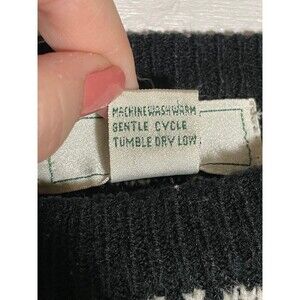 MACHINE WASH WARM
GENTLE CYCLE
TUMBLE DRY LOW